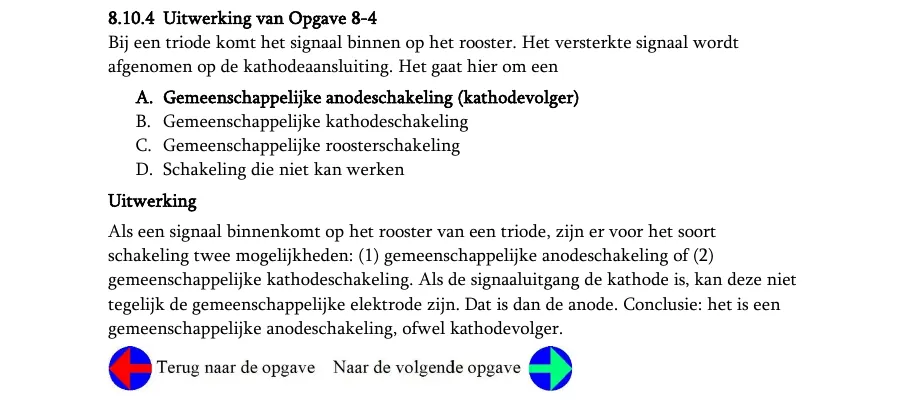 8.10.4 Uitwerking van Opgave 8-4
Bij een triode komt het signaal binnen op het rooster. Het versterkte signaal wordt
afgenomen op de kathodeaansluiting. Het gaat hier om een
A. Gemeenschappelijke anodeschakeling (kathodevolger)
B. Gemeenschappelijke kathodeschakeling
C. Gemeenschappelijke roosterschakeling
D. Schakeling die niet kan werken
Uitwerking
Als een signaal binnenkomt op het rooster van een triode, zijn er voor het soort
schakeling twee mogelijkheden: (1) gemeenschappelijke anodeschakeling of (2)
gemeenschappelijke kathodeschakeling. Als de signaaluitgang de kathode is, kan deze niet
tegelijk de gemeenschappelijke elektrode zijn. Dat is dan de anode. Conclusie: het is een
gemeenschappelijke anodeschakeling, ofwel kathodevolger.
Terug naar de opgave Naar de volgende opgave